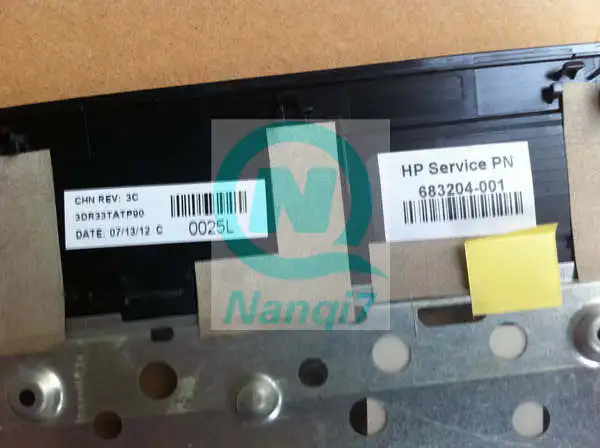 CHN REV: 3C
3DR33TATP90
DATE: 07/13/12 C
0025L
HP Service PN
683204-001
Nanqi7